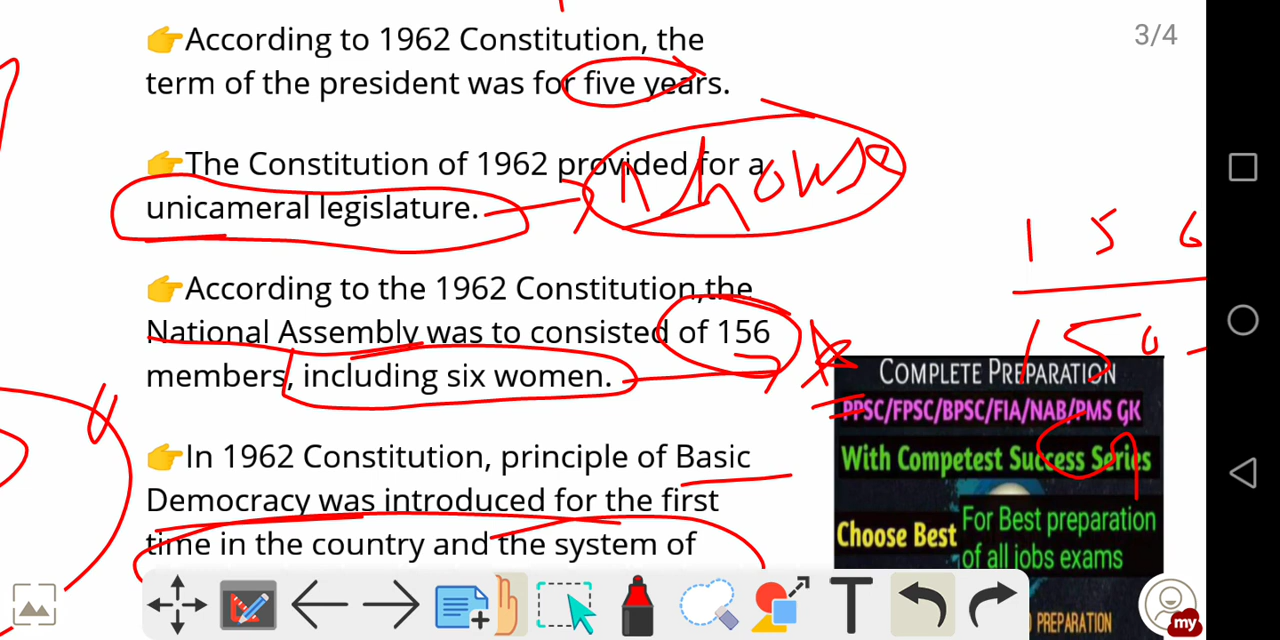 3/4
👉According to 1962 Constitution, the
term of the president was for five years.
👉The Constitution of 1962 provided for a
unicameral legislature.
1 house
👉According to the 1962 Constitution,the
National Assembly was to consisted of 156
members, including six women.
156
150
👉In 1962 Constitution, principle of Basic
Democracy was introduced for the first
time in the country and the system of
COMPLETE PREPARATION
PPSC/FPSC/BPSC/FIA/NAB/PMS GK
With Competest Success Series
Choose Best
For Best preparation
of all jobs exams
PREPARATION
T
my